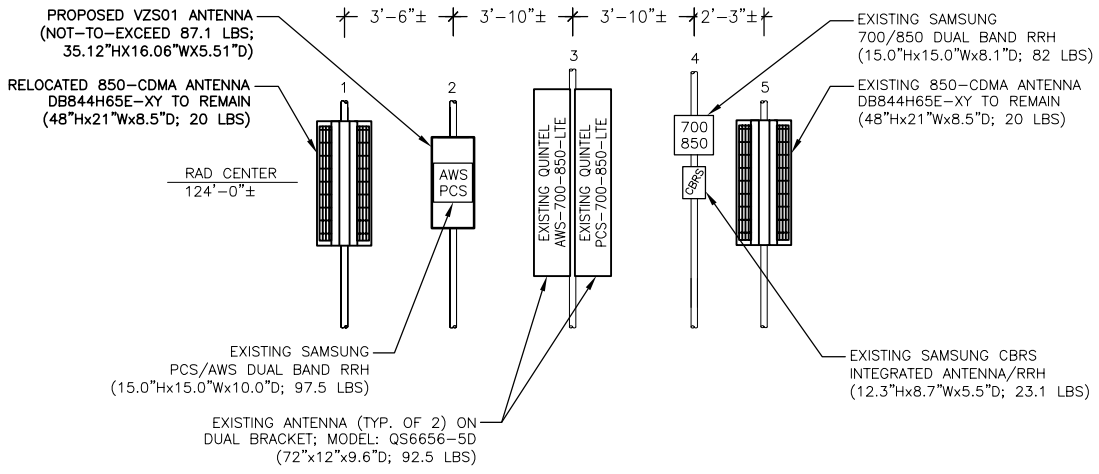 PROPOSED VZS01 ANTENNA
(NOT-TO-EXCEED 87.1 LBS;
35.12"HX16.06"WX5.51"D)
RELOCATED 850-CDMA ANTENNA
DB844H65E-XY TO REMAIN
(48"Hx21"Wx8.5"D; 20 LBS)
RAD CENTER
124'-0"±
3'-6"±
3'-10"±
3'-10"±
2'-3"±
1
2
3
4
5
AWS
PCS
EXISTING QUINTEL
AWS-700-850-LTE
EXISTING QUINTEL
PCS-700-850-LTE
700
850
CBRS
EXISTING SAMSUNG
700/850 DUAL BAND RRH
(15.0"Hx15.0"Wx8.1"D; 82 LBS)
EXISTING 850-CDMA ANTENNA
DB844H65E-XY TO REMAIN
(48"Hx21"Wx8.5"D; 20 LBS)
EXISTING SAMSUNG
PCS/AWS DUAL BAND RRH
(15.0"Hx15.0"Wx10.0"D; 97.5 LBS)
EXISTING SAMSUNG CBRS
INTEGRATED ANTENNA/RRH
(12.3"Hx8.7"Wx5.5"D; 23.1 LBS)
EXISTING ANTENNA (TYP. OF 2) ON
DUAL BRACKET; MODEL: QS6656-5D
(72"x12"x9.6"D; 92.5 LBS)